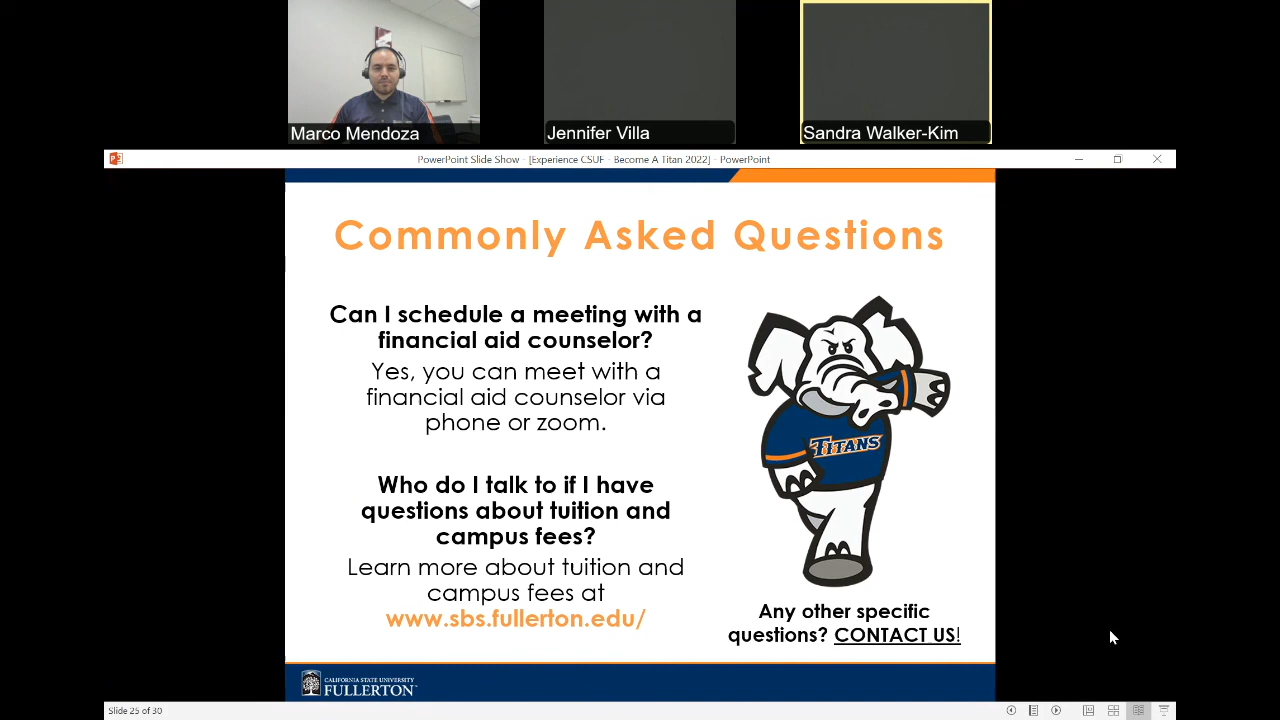 Marco Mendoza
Jennifer Villa
Sandra Walker-Kim
PowerPoint Slide Show - [Experience CSUF - Become A Titan 2022] - PowerPoint
Commonly Asked Questions
Can I schedule a meeting with a
financial aid counselor?
Yes, you can meet with a
financial aid counselor via
phone or zoom.
Who do I talk to if I have
questions about tuition and
campus fees?
Learn more about tuition and
campus fees at
www.sbs.fullerton.edu/
TITANS
Any other specific
questions? CONTACT US!
CALIFORNIA STATE UNIVERSITY
FULLERTON
Slide 25 of 30